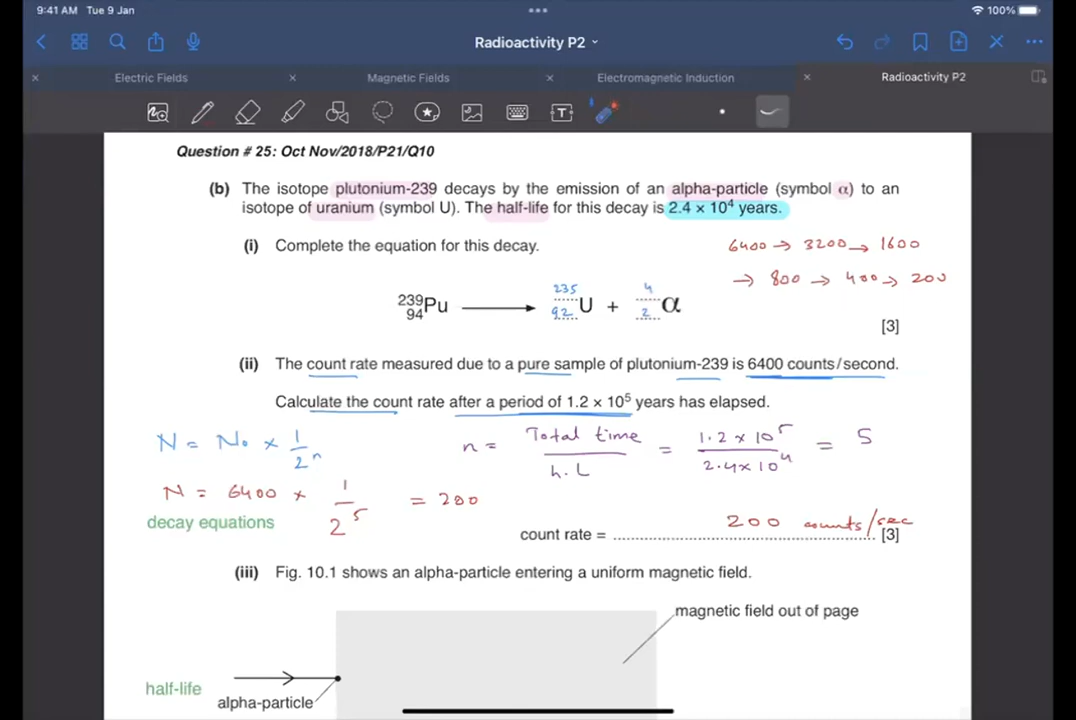 9:41 AM Tue 9 Jan
100%
Radioactivity P2
Electric Fields
Magnetic Fields
Electromagnetic Induction
Radioactivity P2
Question # 25: Oct Nov/2018/P21/Q10
(b) The isotope plutonium-239 decays by the emission of an alpha-particle (symbol α) to an
isotope of uranium (symbol U). The half-life for this decay is 2.4 × 10⁴ years.
(i) Complete the equation for this decay.
6400 → 3200 → 1600
→ 800 → 400 → 200
²³⁹₉₄Pu ⟶ ²³⁵₉₂U + ⁴₂α
[3]
(ii) The count rate measured due to a pure sample of plutonium-239 is 6400 counts/second.
Calculate the count rate after a period of 1.2 × 10⁵ years has elapsed.
N = N₀ × 1/2ⁿ
n = Total time / h.L = 1.2 × 10⁵ / 2.4 × 10⁴ = 5
N = 6400 × 1/2⁵ = 200
decay equations
count rate = 200 counts/sec [3]
(iii) Fig. 10.1 shows an alpha-particle entering a uniform magnetic field.
magnetic field out of page
half-life
alpha-particle